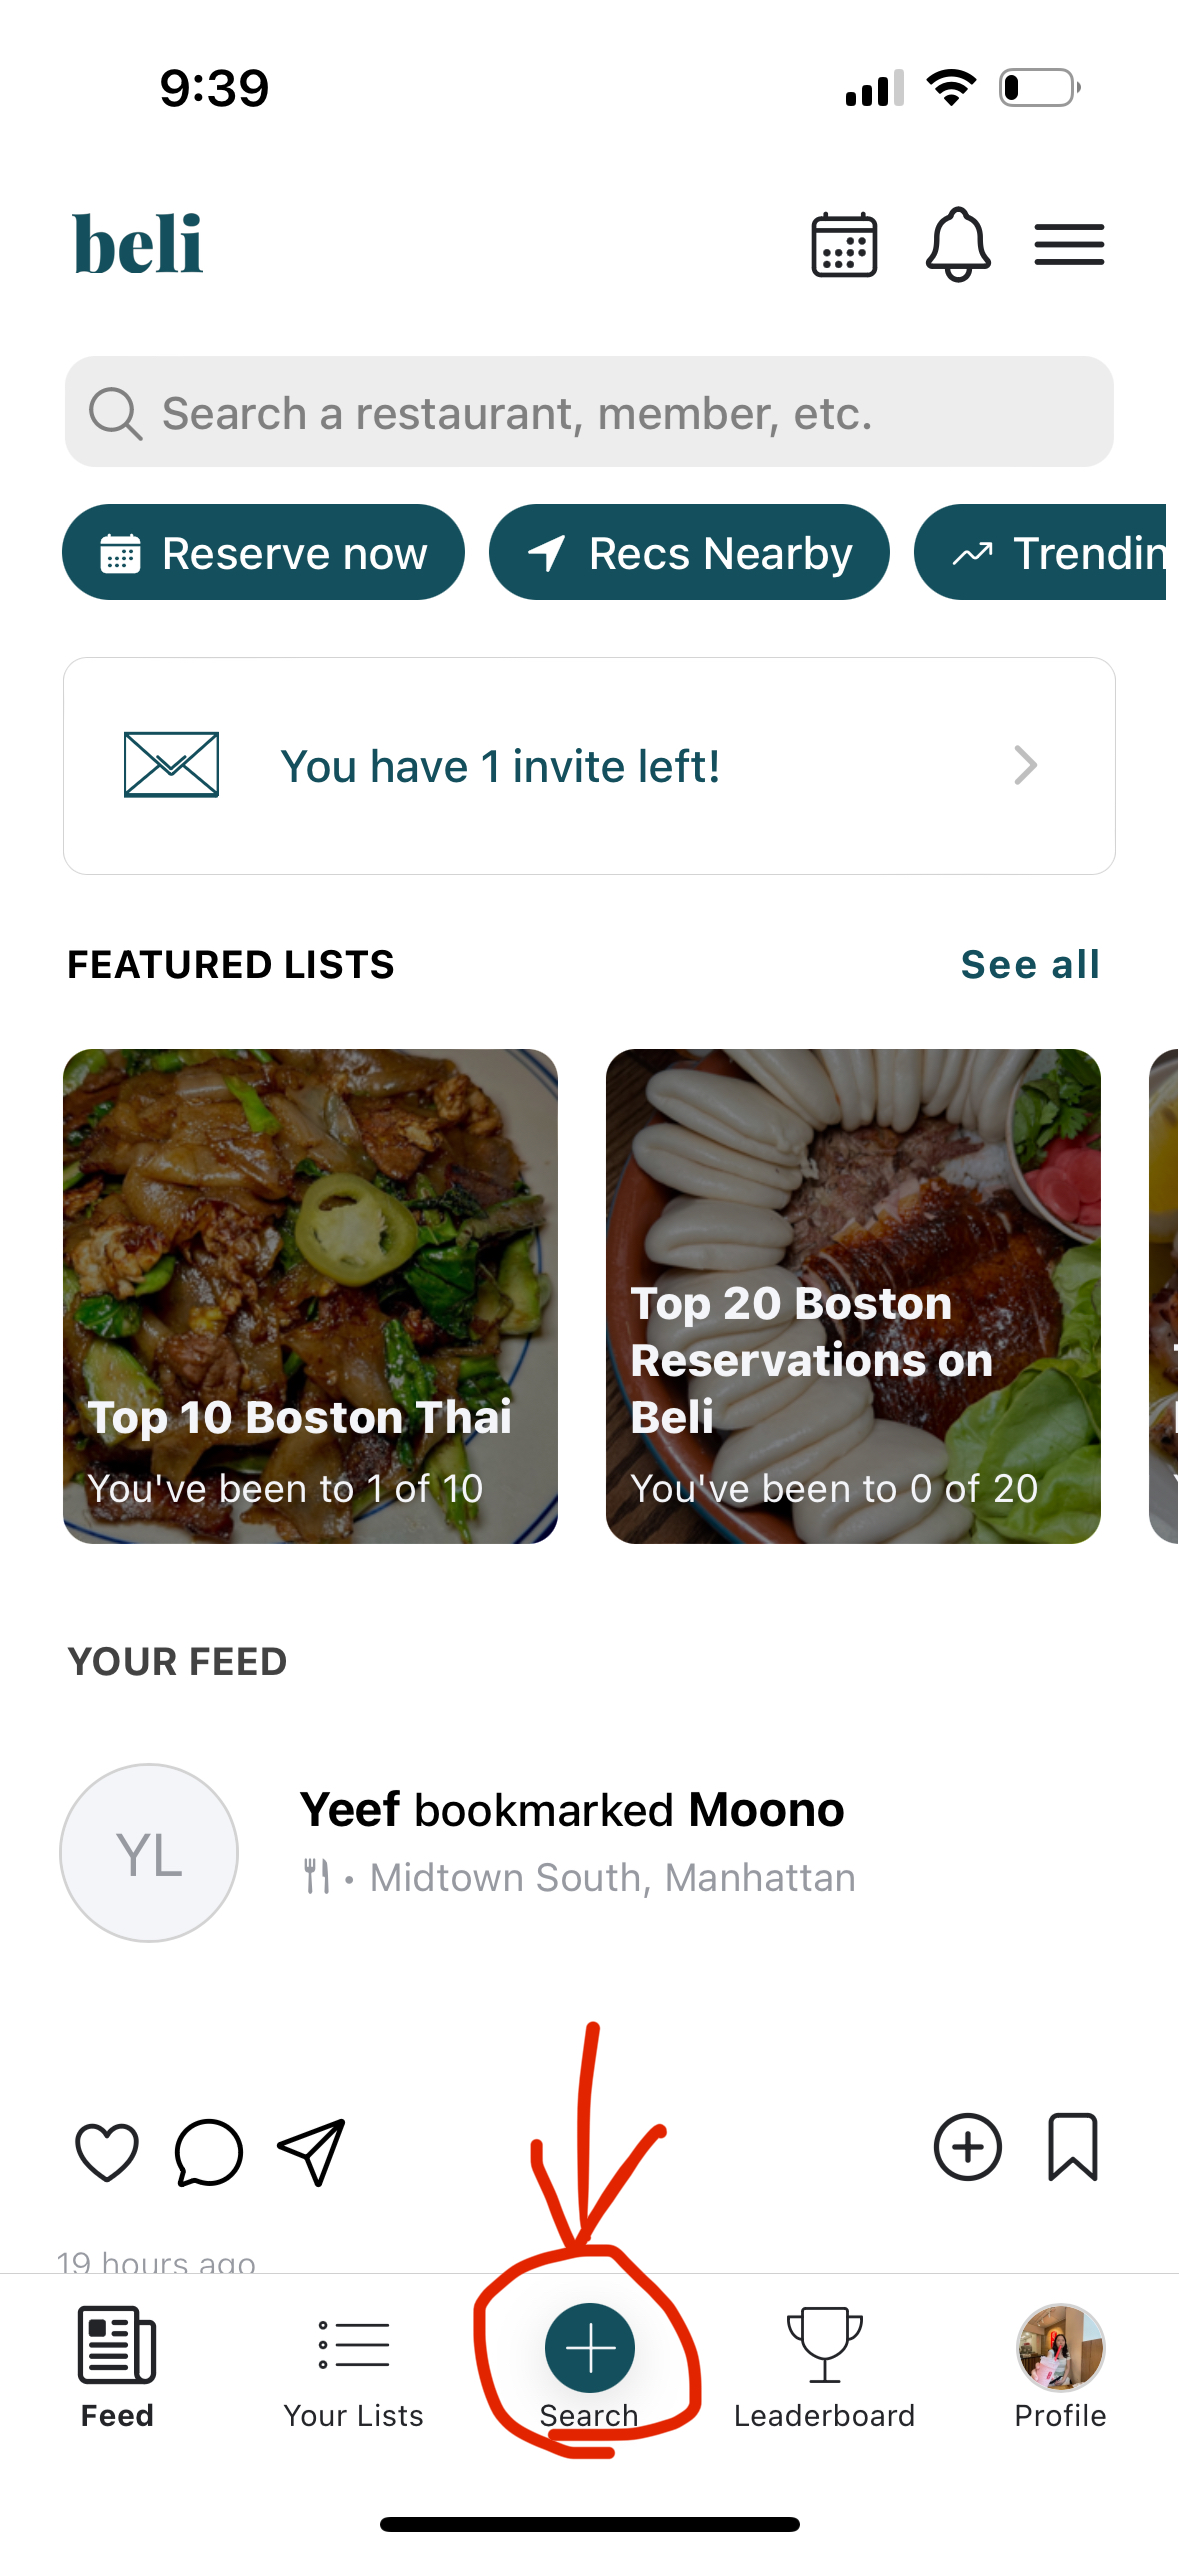 9:39
beli
Search a restaurant, member, etc.
Reserve now
Recs Nearby
Trendin
You have 1 invite left!
FEATURED LISTS
See all
Top 10 Boston Thai
You've been to 1 of 10
Top 20 Boston
Reservations on
Beli
You've been to 0 of 20
YOUR FEED
YL
Yeef bookmarked Moono
• Midtown South, Manhattan
19 hours ago
Feed
Your Lists
Search
Leaderboard
Profile